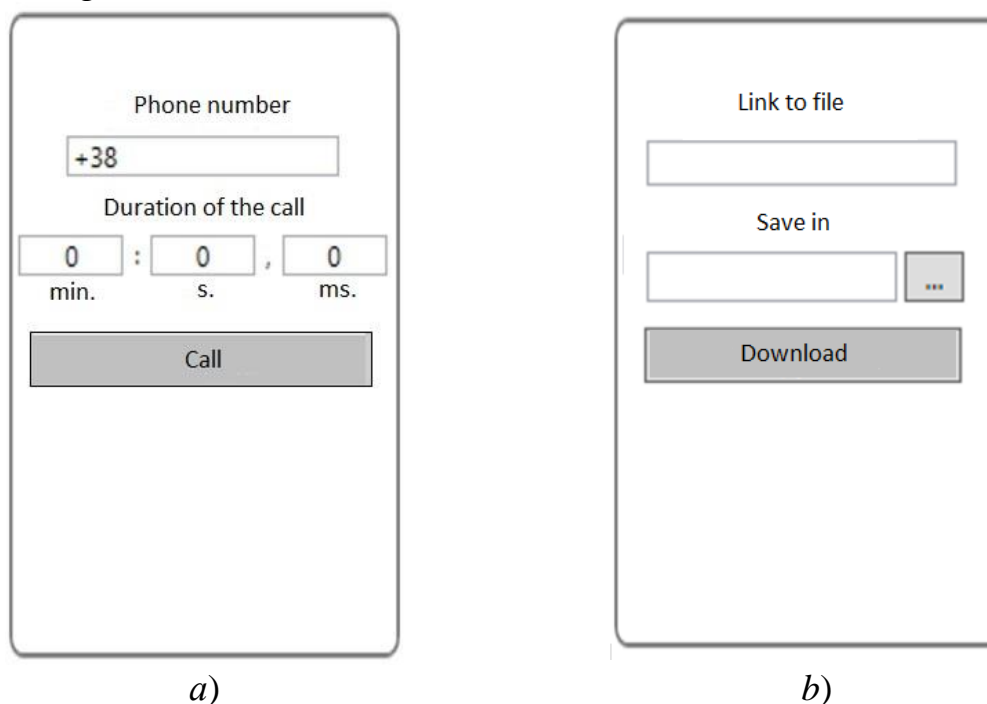 Phone number
+38
Duration of the call
0 : 0 , 0
min. s. ms.
Call
a)
Link to file
Save in
...
Download
b)